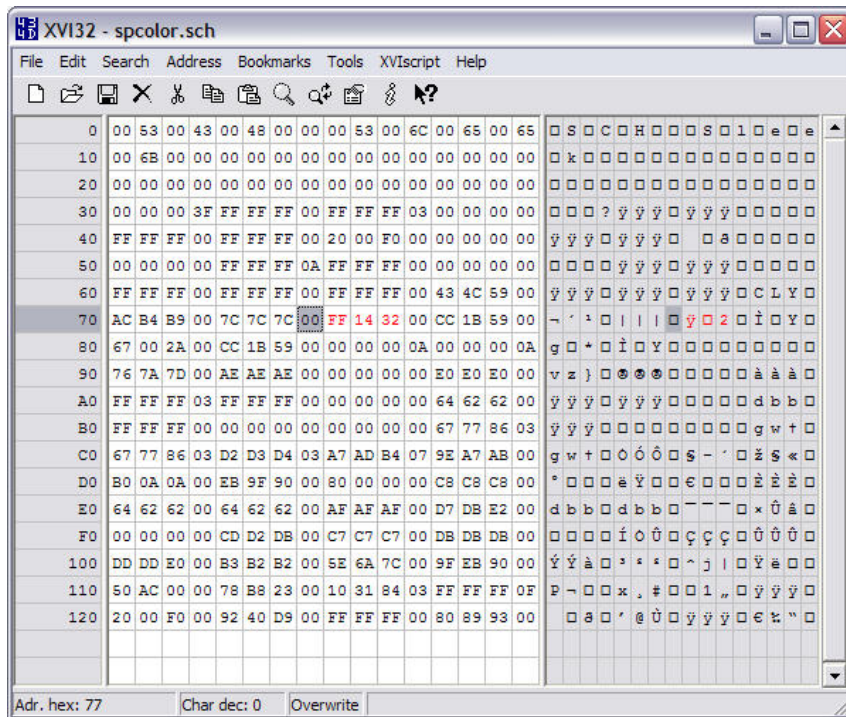 XVI32 - spcolor.sch
File Edit Search Address Bookmarks Tools XVIscript Help
0 00 53 00 43 00 48 00 00 00 53 00 6C 00 65 00 65 □ S □ C □ H □ □ □ S □ l □ e □ e
10 00 6B 00 00 00 00 00 00 00 00 00 00 00 00 00 00 □ k □ □ □ □ □ □ □ □ □ □ □ □ □ □
20 00 00 00 00 00 00 00 00 00 00 00 00 00 00 00 00 □ □ □ □ □ □ □ □ □ □ □ □ □ □ □ □
30 00 00 00 3F FF FF FF 00 FF FF FF 03 00 00 00 00 □ □ □ ? ÿ ÿ ÿ □ ÿ ÿ ÿ □ □ □ □ □
40 FF FF FF 00 FF FF FF 00 20 00 F0 00 00 00 00 00 ÿ ÿ ÿ □ ÿ ÿ ÿ □ □ ð □ □ □ □ □
50 00 00 00 00 FF FF FF 0A FF FF FF 00 00 00 00 00 □ □ □ □ ÿ ÿ ÿ □ ÿ ÿ ÿ □ □ □ □ □
60 FF FF FF 00 FF FF FF 00 FF FF FF 00 43 4C 59 00 ÿ ÿ ÿ □ ÿ ÿ ÿ □ ÿ ÿ ÿ □ C L Y □
70 AC B4 B9 00 7C 7C 7C 00 FF 14 32 00 CC 1B 59 00 ¬ ´ ¹ □ | | | □ ÿ □ 2 □ Ì □ Y □
80 67 00 2A 00 CC 1B 59 00 00 00 00 0A 00 00 00 0A g □ * □ Ì □ Y □ □ □ □ □ □ □ □ □
90 76 7A 7D 00 AE AE AE 00 00 00 00 00 E0 E0 E0 00 v z } □ ® ® ® □ □ □ □ □ à à à □
A0 FF FF FF 03 FF FF FF 00 00 00 00 00 64 62 62 00 ÿ ÿ ÿ □ ÿ ÿ ÿ □ □ □ □ □ d b b □
B0 FF FF FF 00 00 00 00 00 00 00 00 00 67 77 86 03 ÿ ÿ ÿ □ □ □ □ □ □ □ □ □ g w † □
C0 67 77 86 03 D2 D3 D4 03 A7 AD B4 07 9E A7 AB 00 g w † □ Ò Ó Ô □ § - ´ □ ž § « □
D0 B0 0A 0A 00 EB 9F 90 00 80 00 00 00 C8 C8 C8 00 ° □ □ □ ë Ÿ □ □ € □ □ □ È È È □
E0 64 62 62 00 64 62 62 00 AF AF AF 00 D7 DB E2 00 d b b □ d b b □ ¯ ¯ ¯ □ × Û â □
F0 00 00 00 00 CD D2 DB 00 C7 C7 C7 00 DB DB DB 00 □ □ □ □ Í Ò Û □ Ç Ç Ç □ Û Û Û □
100 DD DD E0 00 B3 B2 B2 00 5E 6A 7C 00 9F EB 90 00 Ý Ý à □ ³ ² ² □ ^ j | □ Ÿ ë □ □
110 50 AC 00 00 78 B8 23 00 10 31 84 03 FF FF FF 0F P ¬ □ □ x ¸ # □ □ 1 „ □ ÿ ÿ ÿ □
120 20 00 F0 00 92 40 D9 00 FF FF FF 00 80 89 93 00 □ ð □ ’ @ Ù □ ÿ ÿ ÿ □ € ‰ “ □
Adr. hex: 77 Char dec: 0 Overwrite